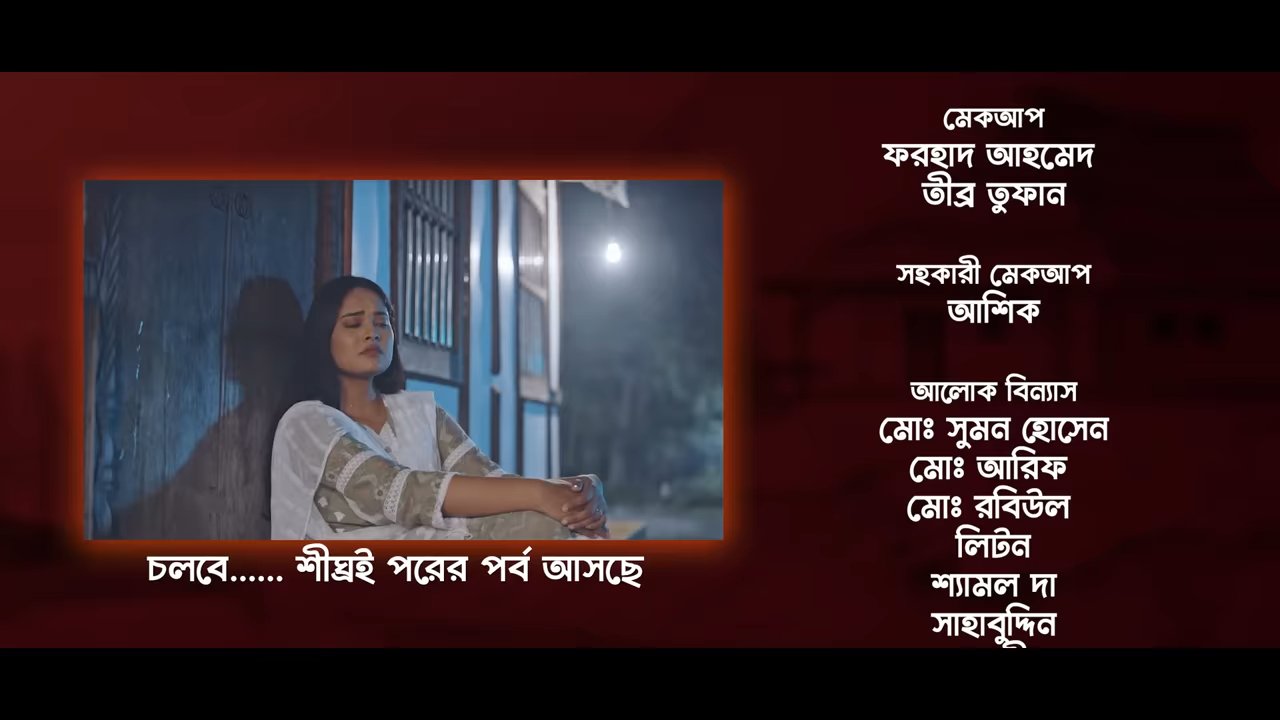 মেকআপ
ফরহাদ আহমেদ
তীব্র তুফান
সহকারী মেকআপ
আশিক
আলোক বিন্যাস
মোঃ সুমন হোসেন
মোঃ আরিফ
মোঃ রবিউল
লিটন
শ্যামল দা
সাহাবুদ্দিন
চলবে...... শীঘ্রই পরের পর্ব আসছে